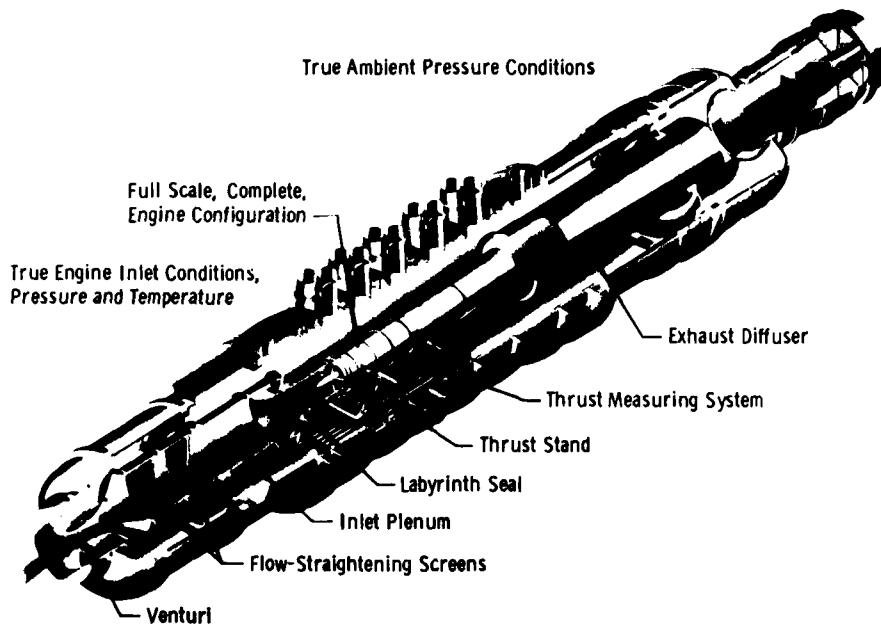 True Ambient Pressure Conditions
Full Scale, Complete,
Engine Configuration
True Engine Inlet Conditions,
Pressure and Temperature
Exhaust Diffuser
Thrust Measuring System
Thrust Stand
Labyrinth Seal
Inlet Plenum
Flow-Straightening Screens
Venturi